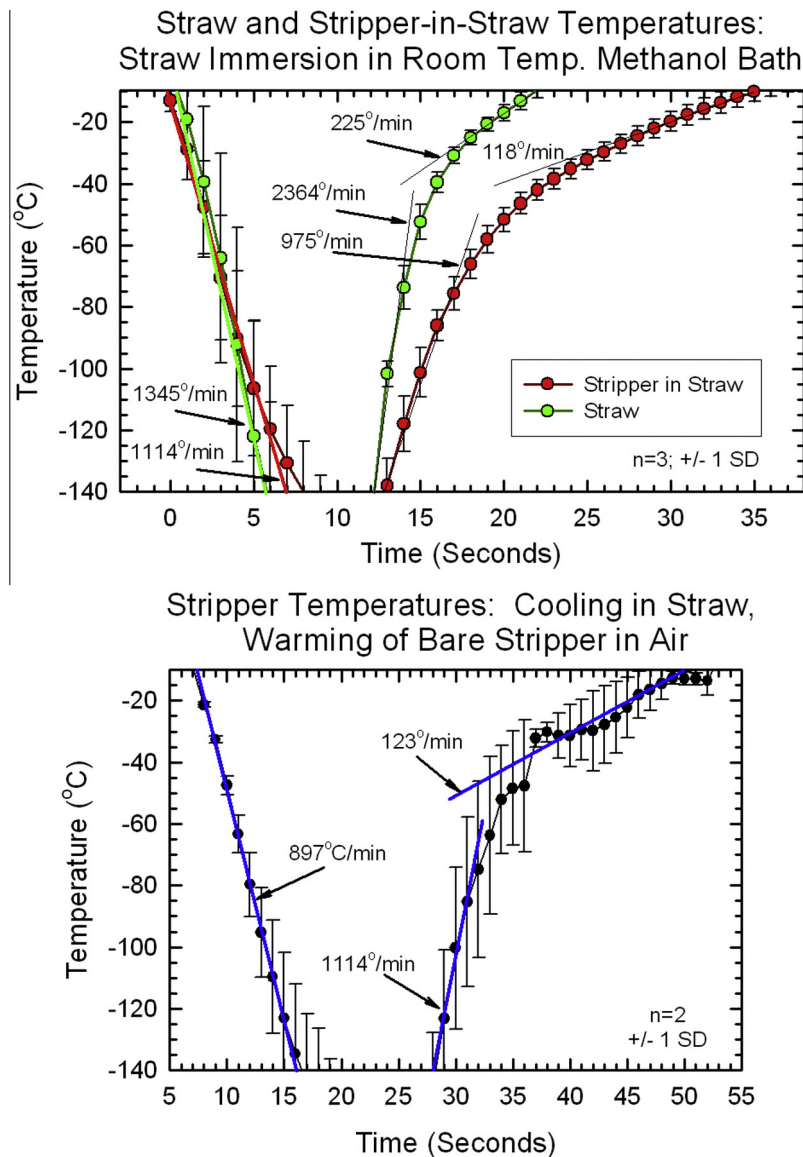 Straw and Stripper-in-Straw Temperatures:
Straw Immersion in Room Temp. Methanol Bath
Temperature (°C)
-20
-40
-60
-80
-100
-120
-140
225°/min
118°/min
2364°/min
975°/min
1345°/min
1114°/min
Stripper in Straw
Straw
n=3; +/- 1 SD
0 5 10 15 20 25 30 35
Time (Seconds)
Stripper Temperatures: Cooling in Straw,
Warming of Bare Stripper in Air
Temperature (°C)
-20
-40
-60
-80
-100
-120
-140
123°/min
897°C/min
1114°/min
n=2
+/- 1 SD
5 10 15 20 25 30 35 40 45 50 55
Time (Seconds)